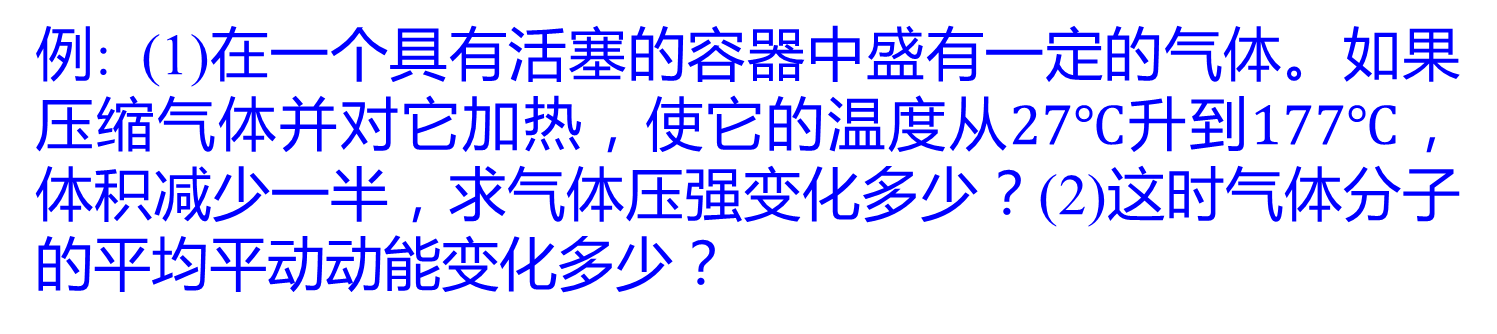 例: (1)在一个具有活塞的容器中盛有一定的气体。如果
压缩气体并对它加热，使它的温度从27℃升到177℃，
体积减少一半，求气体压强变化多少？(2)这时气体分子
的平均平动动能变化多少？